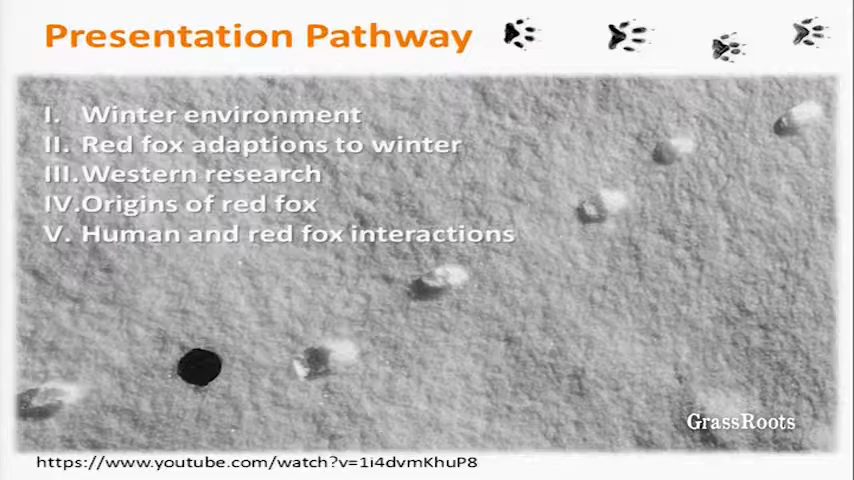 Presentation Pathway
I. Winter environment
II. Red fox adaptions to winter
III. Western research
IV. Origins of red fox
V. Human and red fox interactions
GrassRoots
https://www.youtube.com/watch?v=1i4dvmKhuP8